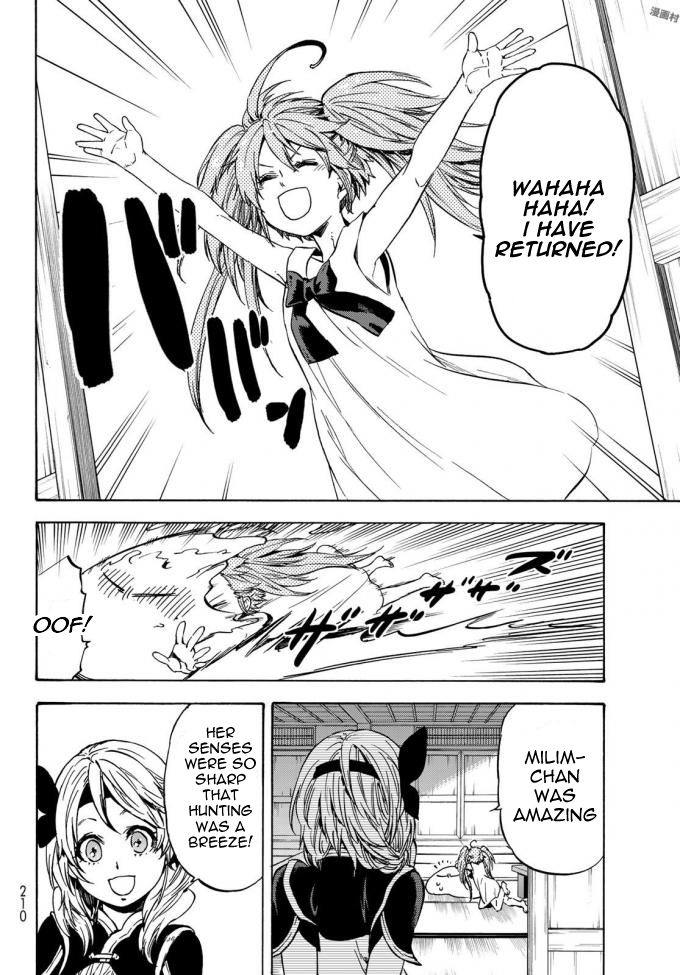 漫画村
WAHAHA
HAHA!
I HAVE
RETURNED!
ババーン
OOF!
ズザザザザ
MILIM-
CHAN
WAS
AMAZING
HER
SENSES
WERE SO
SHARP
THAT
HUNTING
WAS A
BREEZE!
210